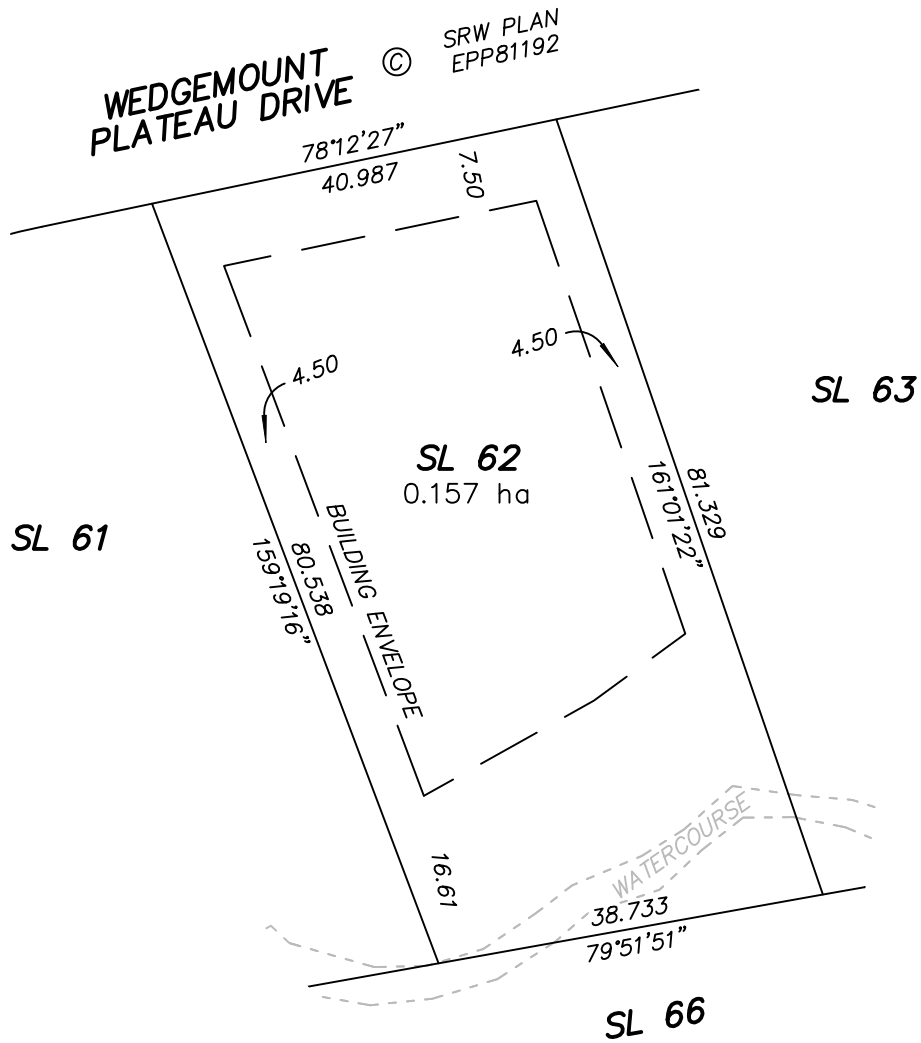 WEDGEMOUNT
PLATEAU DRIVE
©
SRW PLAN
EPP81192
78°12'27"
40.987
7.50
4.50
4.50
SL 63
SL 62
0.157 ha
SL 61
81.329
161°01'22"
80.538
159°19'16"
BUILDING ENVELOPE
16.61
WATERCOURSE
38.733
79°51'51"
SL 66